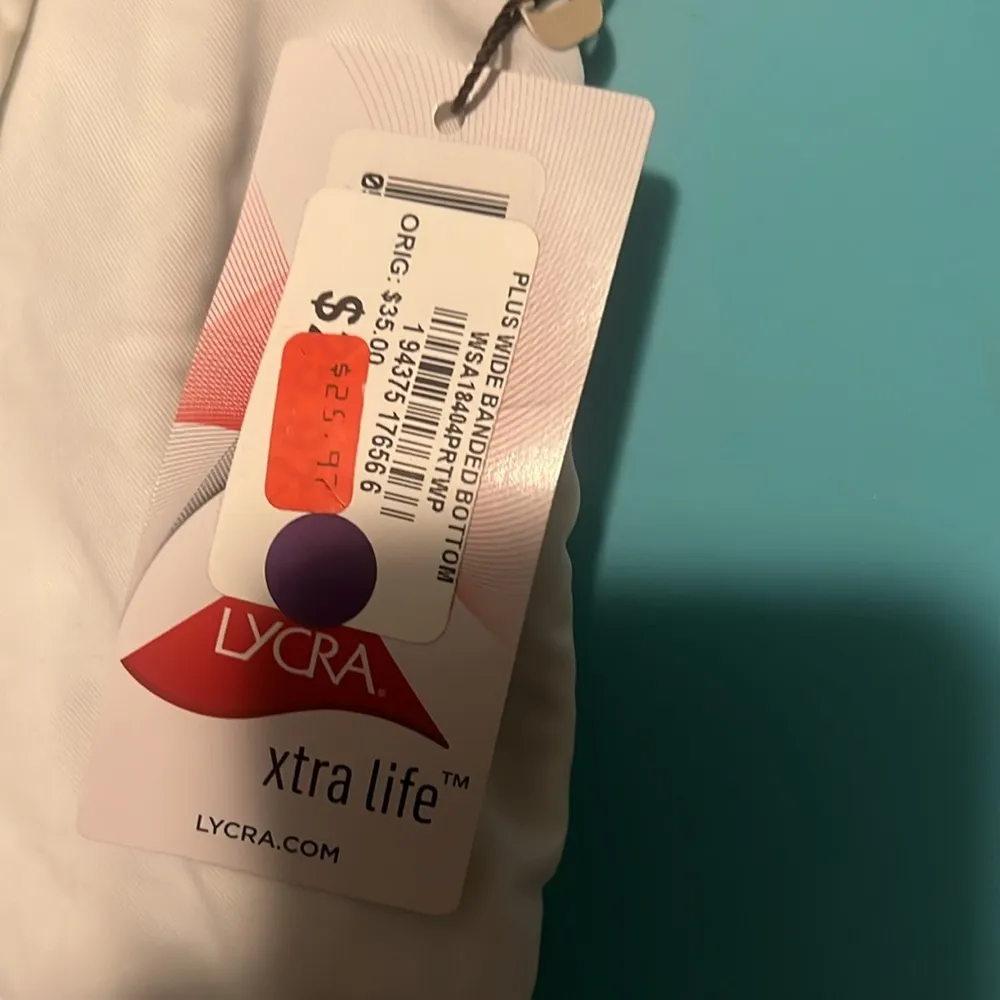 PLUS WIDE BANDED BOTTOM
WSA18404PRTWP
1 94375 17656 6
ORIG: $35.00
$
$25.97
LYCRA®
xtra life™
LYCRA.COM